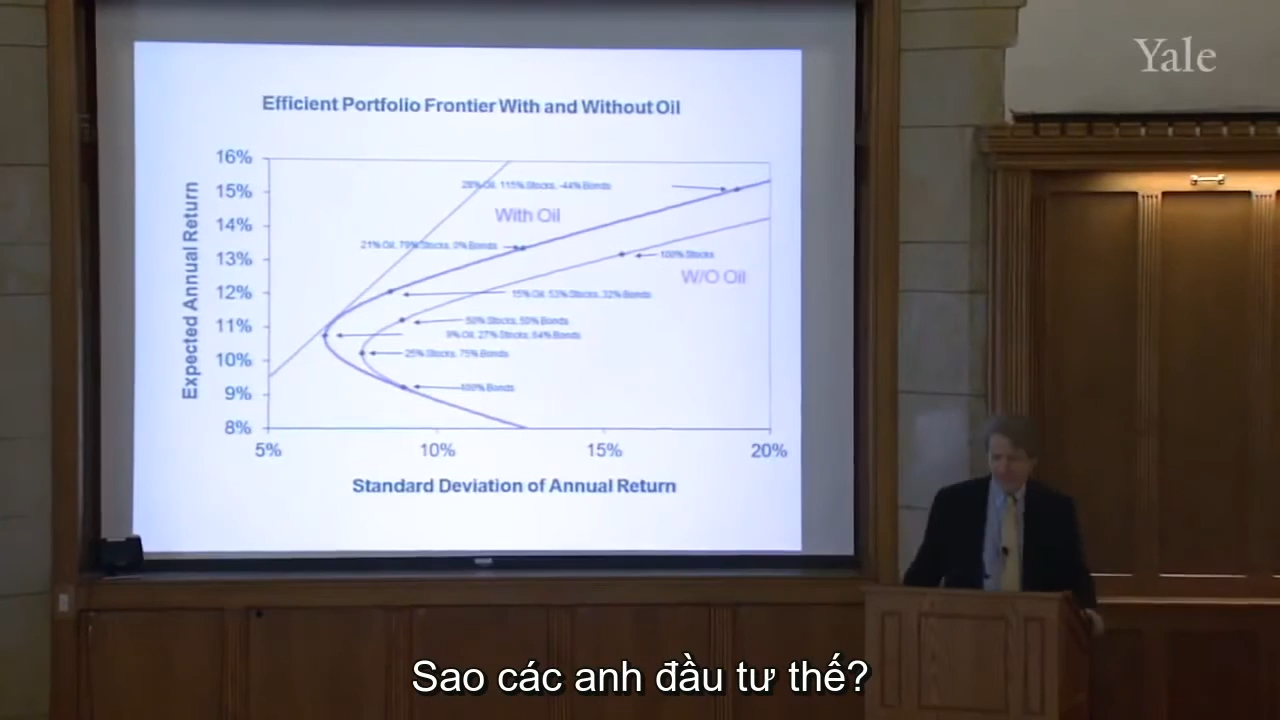 Yale
Efficient Portfolio Frontier With and Without Oil
Expected Annual Return
16%
15%
14%
13%
12%
11%
10%
9%
8%
28% Oil, 115% Stocks, -44% Bonds
With Oil
21% Oil, 79% Stocks, 0% Bonds
100% Stocks
W/O Oil
15% Oil, 53% Stocks, 32% Bonds
50% Stocks, 50% Bonds
9% Oil, 27% Stocks, 64% Bonds
25% Stocks, 75% Bonds
100% Bonds
5%
10%
15%
20%
Standard Deviation of Annual Return
Sao các anh đầu tư thế?